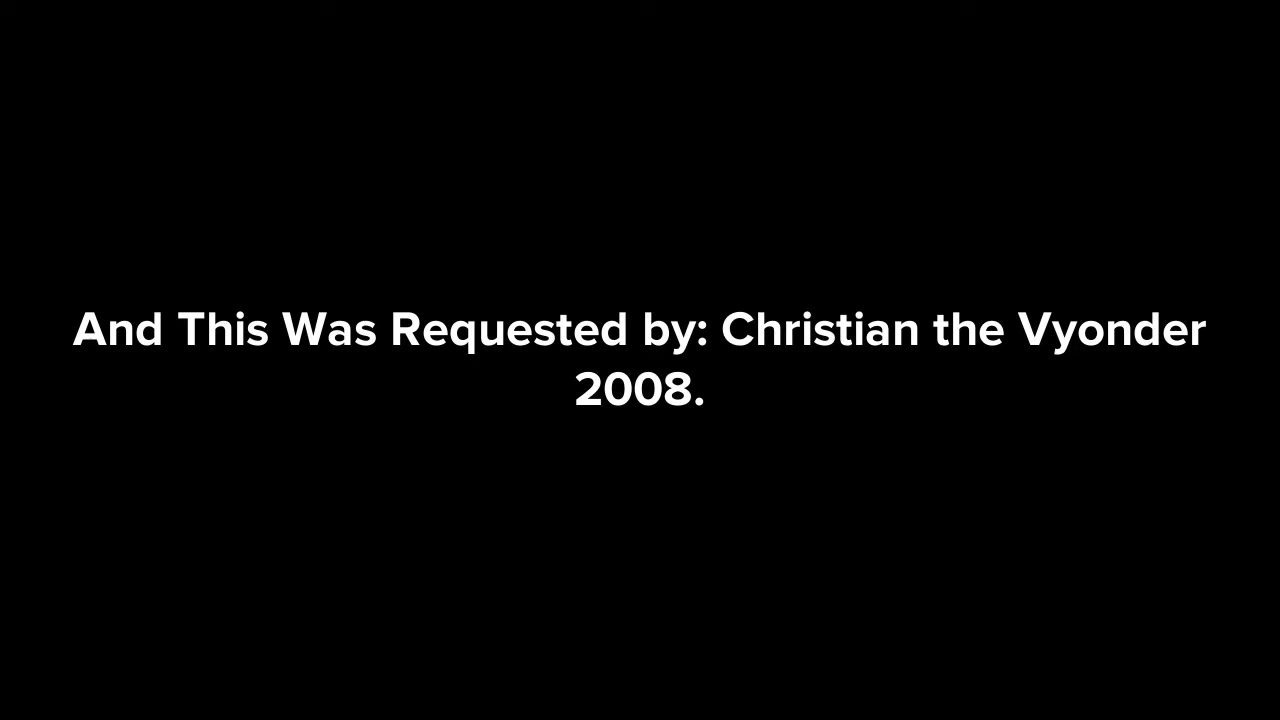 And This Was Requested by: Christian the Vyonder
2008.